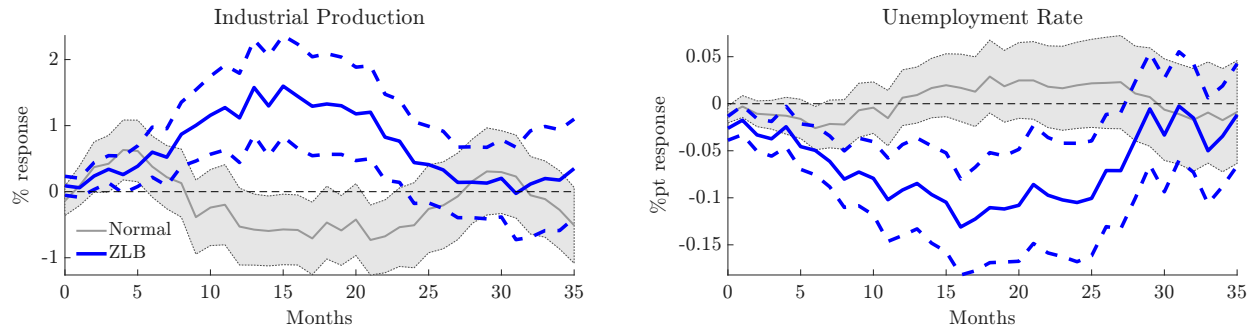 Industrial Production
% response
2
1
0
-1
Normal
ZLB
0 5 10 15 20 25 30 35
Months
Unemployment Rate
%pt response
0.05
0
-0.05
-0.1
-0.15
0 5 10 15 20 25 30 35
Months